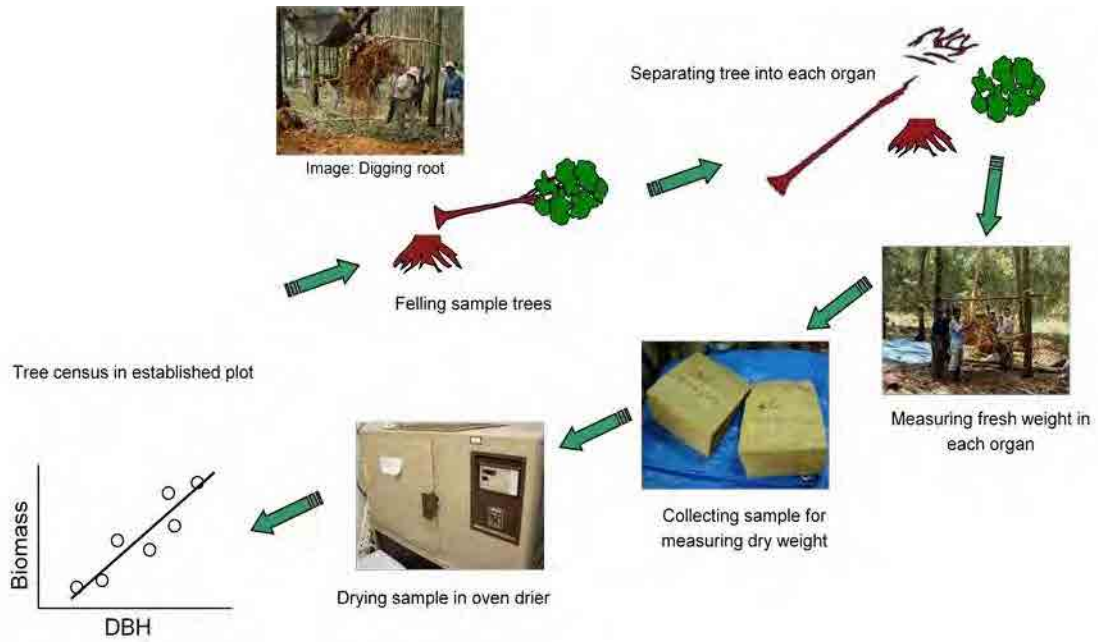 Image: Digging root
Separating tree into each organ
Felling sample trees
Tree census in established plot
Measuring fresh weight in
each organ
Collecting sample for
measuring dry weight
Drying sample in oven drier
Biomass
DBH